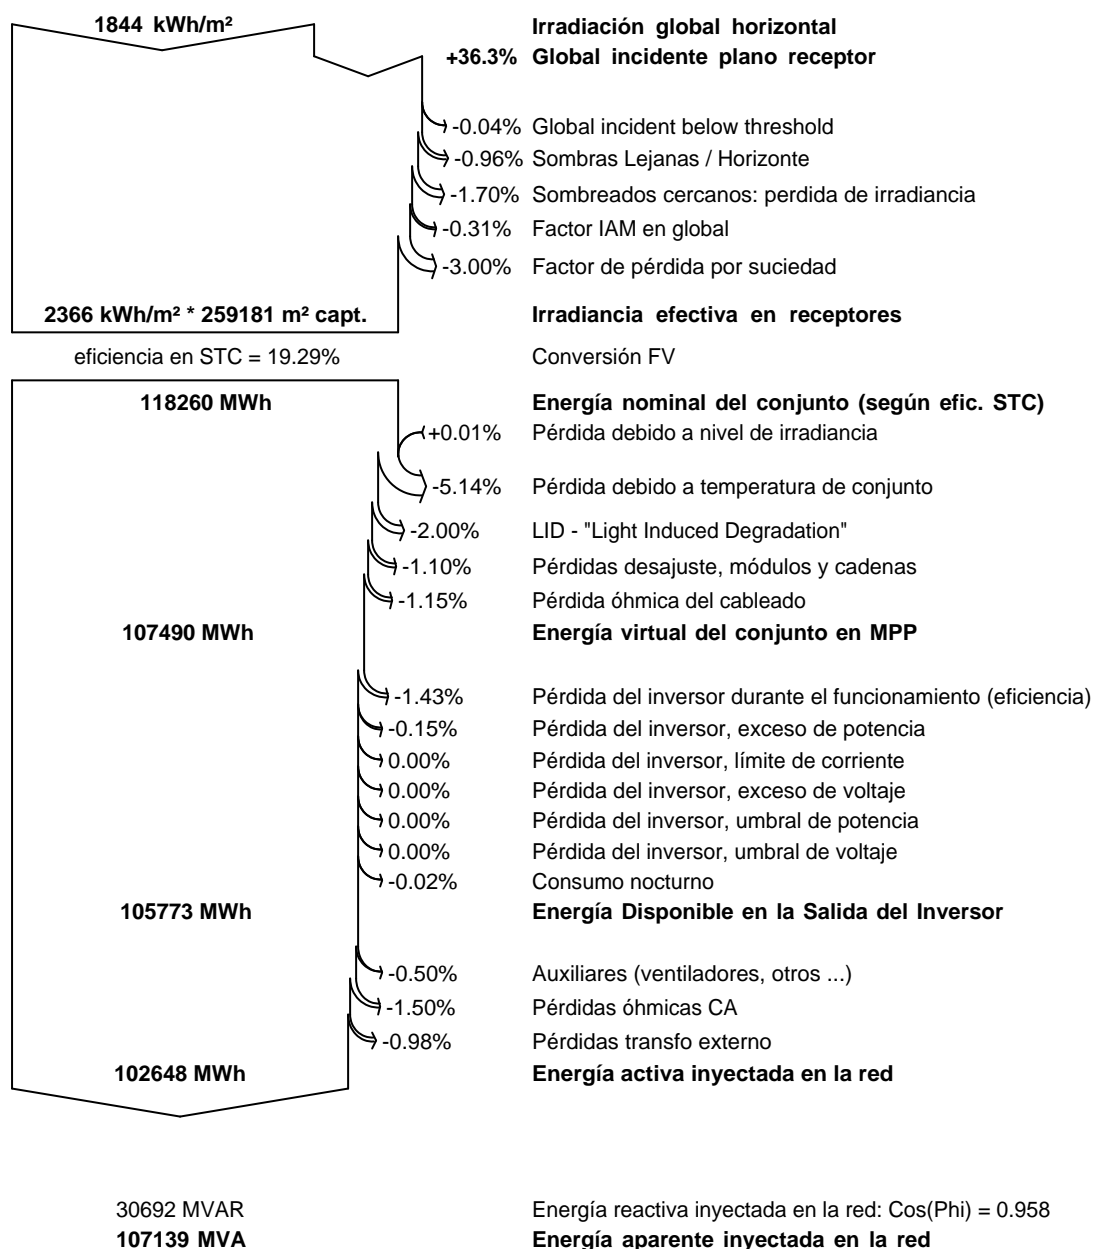 1844 kWh/m² Irradiación global horizontal
+36.3% Global incidente plano receptor
-0.04% Global incident below threshold
-0.96% Sombras Lejanas / Horizonte
-1.70% Sombreados cercanos: perdida de irradiancia
-0.31% Factor IAM en global
-3.00% Factor de pérdida por suciedad
2366 kWh/m² * 259181 m² capt. Irradiancia efectiva en receptores
eficiencia en STC = 19.29% Conversión FV
118260 MWh Energía nominal del conjunto (según efic. STC)
+0.01% Pérdida debido a nivel de irradiancia
-5.14% Pérdida debido a temperatura de conjunto
-2.00% LID - "Light Induced Degradation"
-1.10% Pérdidas desajuste, módulos y cadenas
-1.15% Pérdida óhmica del cableado
107490 MWh Energía virtual del conjunto en MPP
-1.43% Pérdida del inversor durante el funcionamiento (eficiencia)
-0.15% Pérdida del inversor, exceso de potencia
0.00% Pérdida del inversor, límite de corriente
0.00% Pérdida del inversor, exceso de voltaje
0.00% Pérdida del inversor, umbral de potencia
0.00% Pérdida del inversor, umbral de voltaje
-0.02% Consumo nocturno
105773 MWh Energía Disponible en la Salida del Inversor
-0.50% Auxiliares (ventiladores, otros ...)
-1.50% Pérdidas óhmicas CA
-0.98% Pérdidas transfo externo
102648 MWh Energía activa inyectada en la red
30692 MVAR Energía reactiva inyectada en la red: Cos(Phi) = 0.958
107139 MVA Energía aparente inyectada en la red